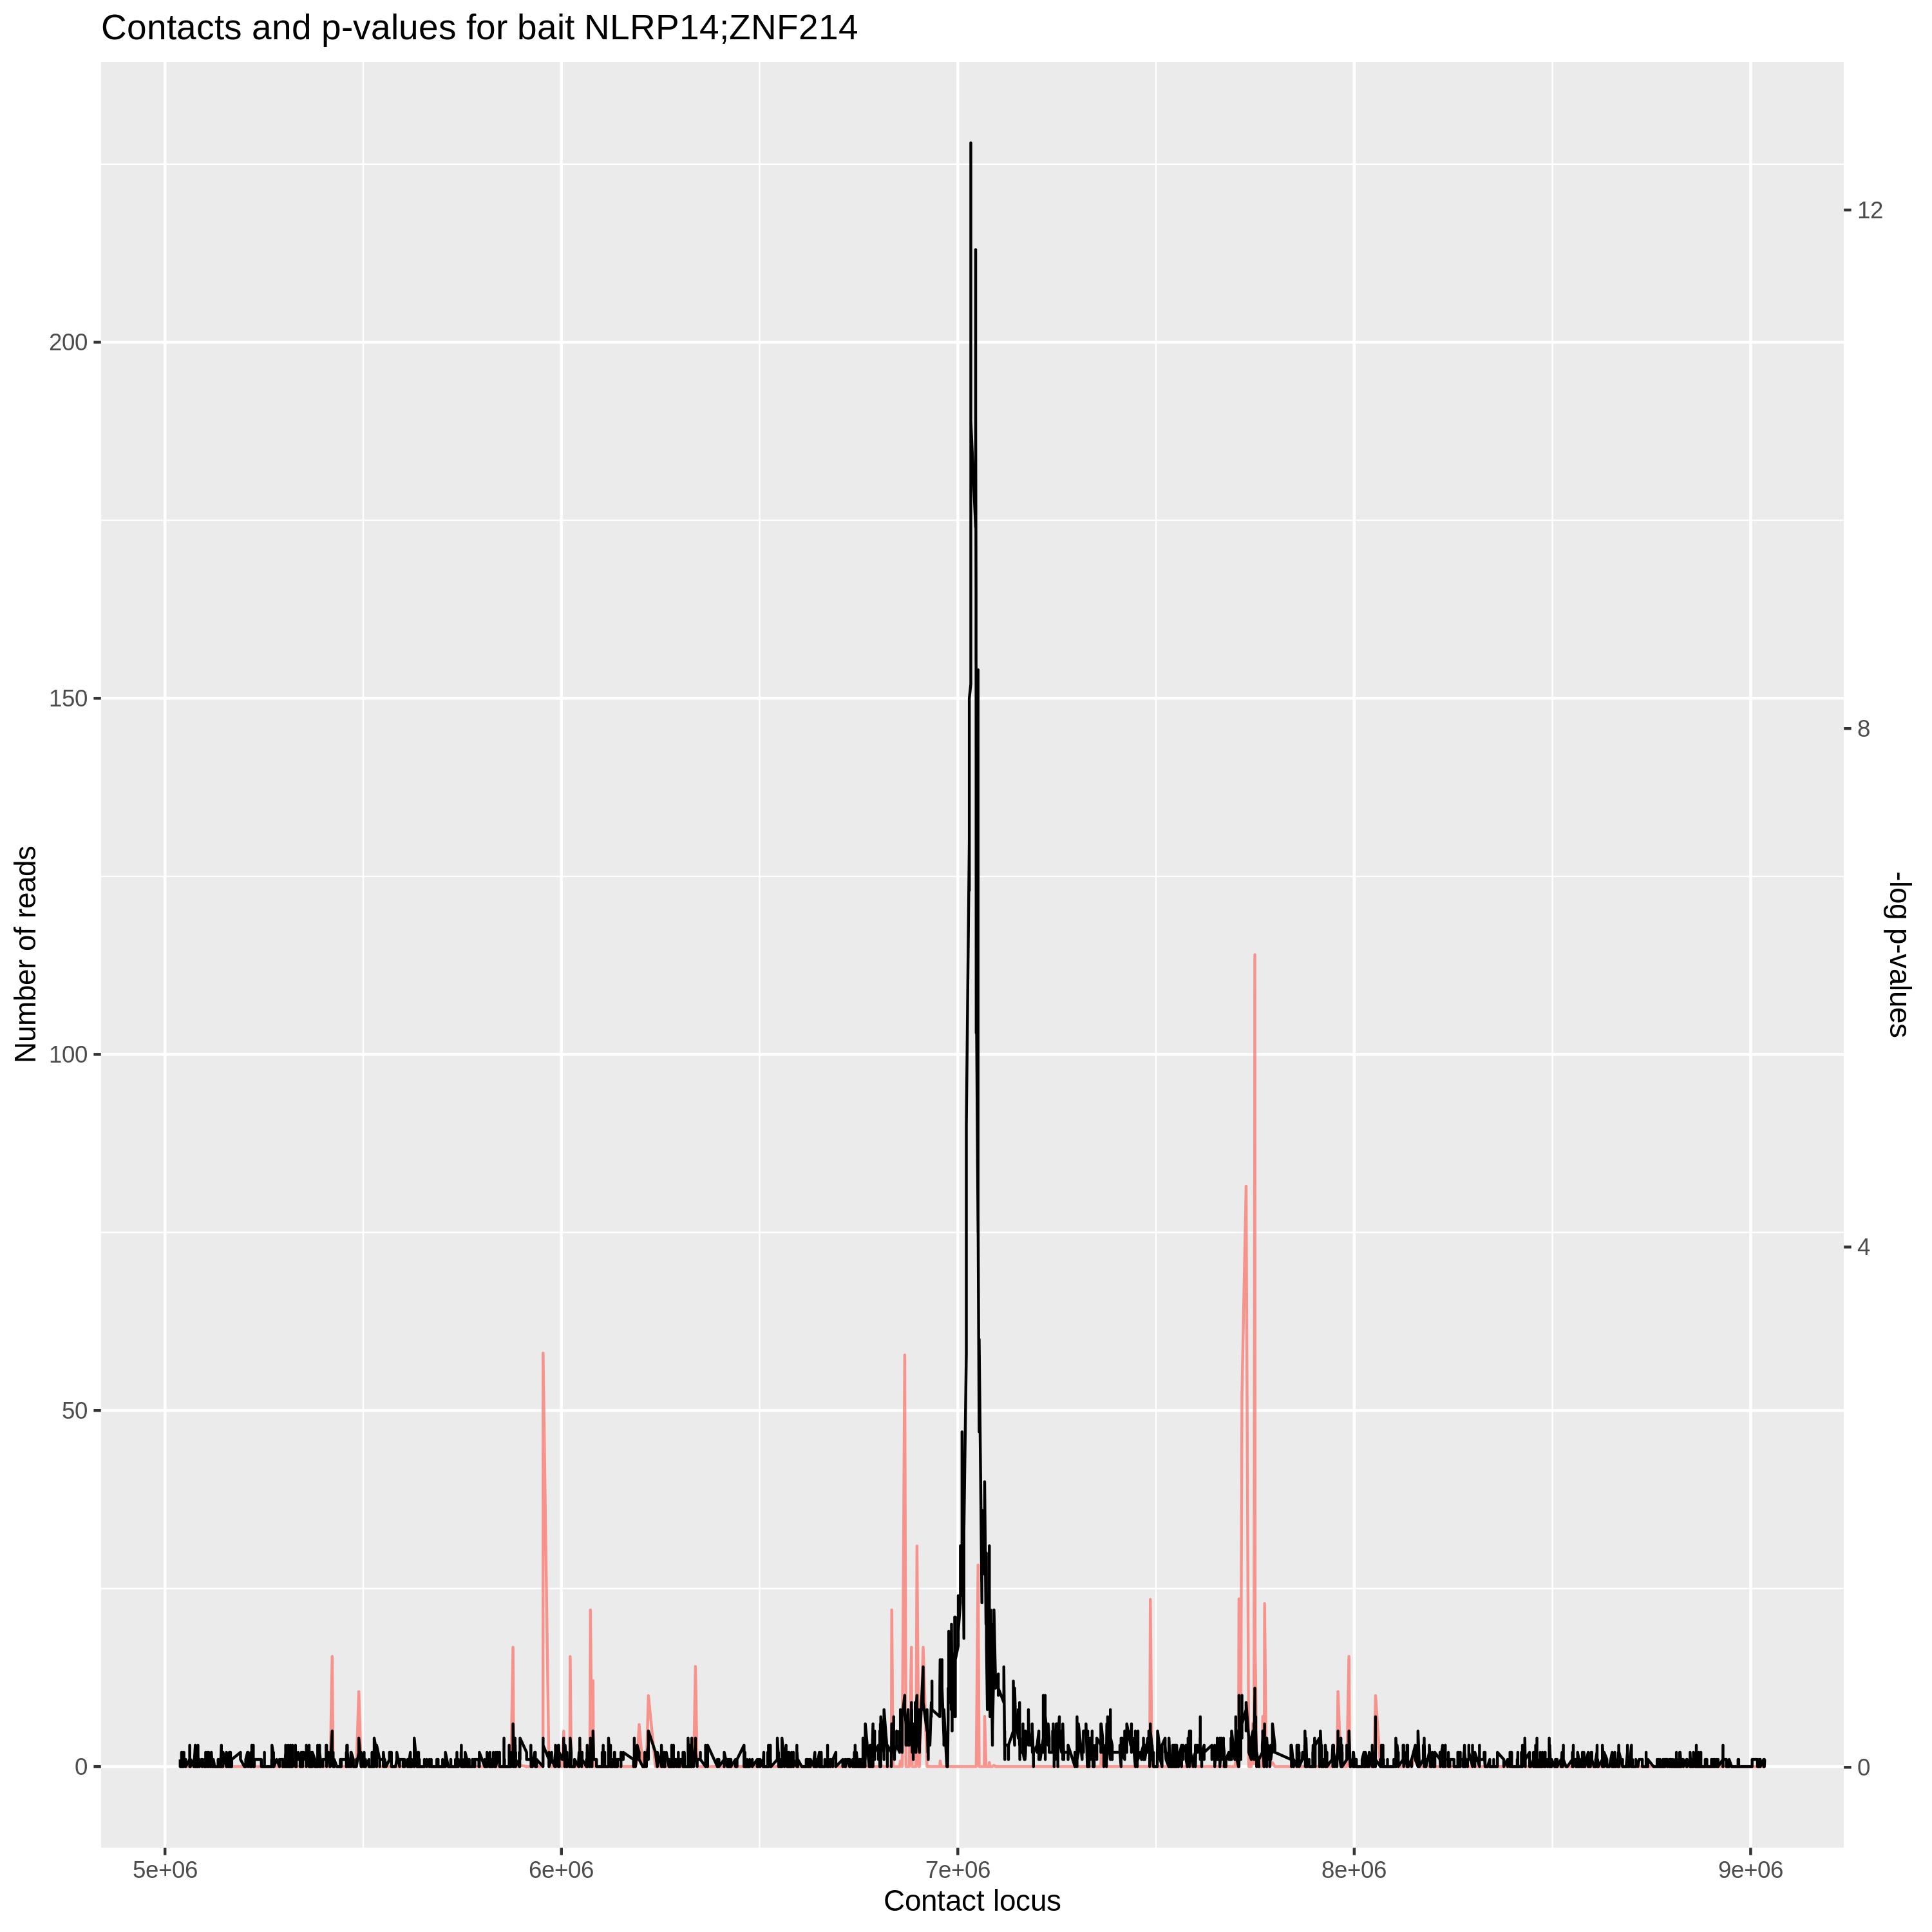 Contacts and p-values for bait NLRP14;ZNF214
Number of reads
200
150
100
50
0
12
8
4
0
-log p-values
5e+06
6e+06
7e+06
8e+06
9e+06
Contact locus